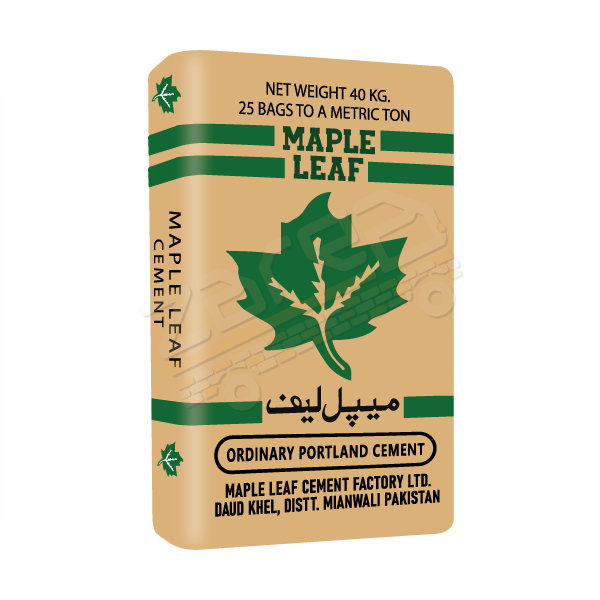 NET WEIGHT 40 KG.
25 BAGS TO A METRIC TON
MAPLE
LEAF
MAPLE LEAF
CEMENT
میپل لیف
ORDINARY PORTLAND CEMENT
MAPLE LEAF CEMENT FACTORY LTD.
DAUD KHEL, DISTT. MIANWALI PAKISTAN